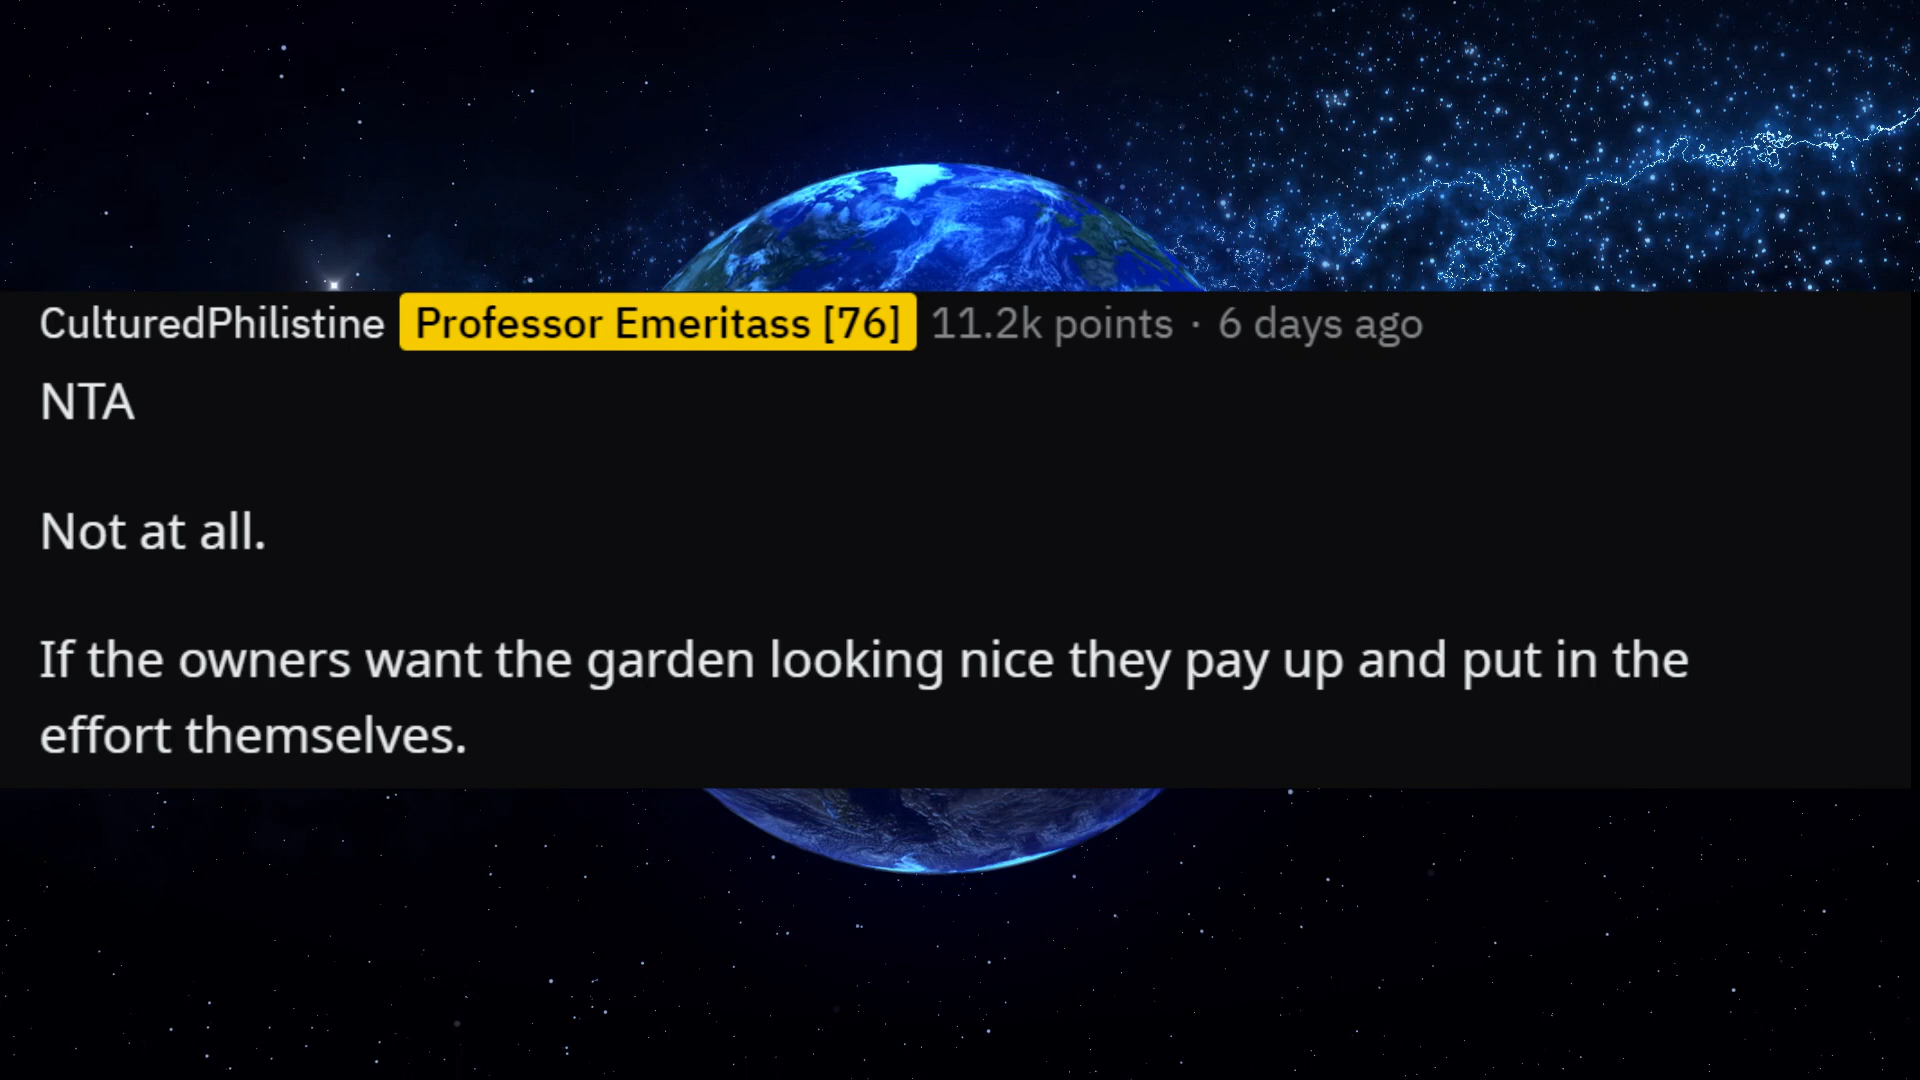 CulturedPhilistine Professor Emeritass [76] 11.2k points · 6 days ago
NTA
Not at all.
If the owners want the garden looking nice they pay up and put in the
effort themselves.